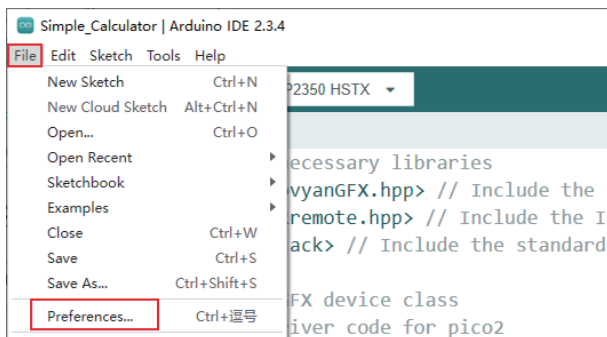 Simple_Calculator | Arduino IDE 2.3.4
File Edit Sketch Tools Help
New Sketch Ctrl+N
P2350 HSTX
New Cloud Sketch Alt+Ctrl+N
Open... Ctrl+O
Open Recent
ecessary libraries
Sketchbook
vyanGFX.hpp> // Include the
Examples
remote.hpp> // Include the I
Close Ctrl+W
ack> // Include the standard
Save Ctrl+S
Save As... Ctrl+Shift+S
FX device class
Preferences... Ctrl+逗号
iver code for pico2